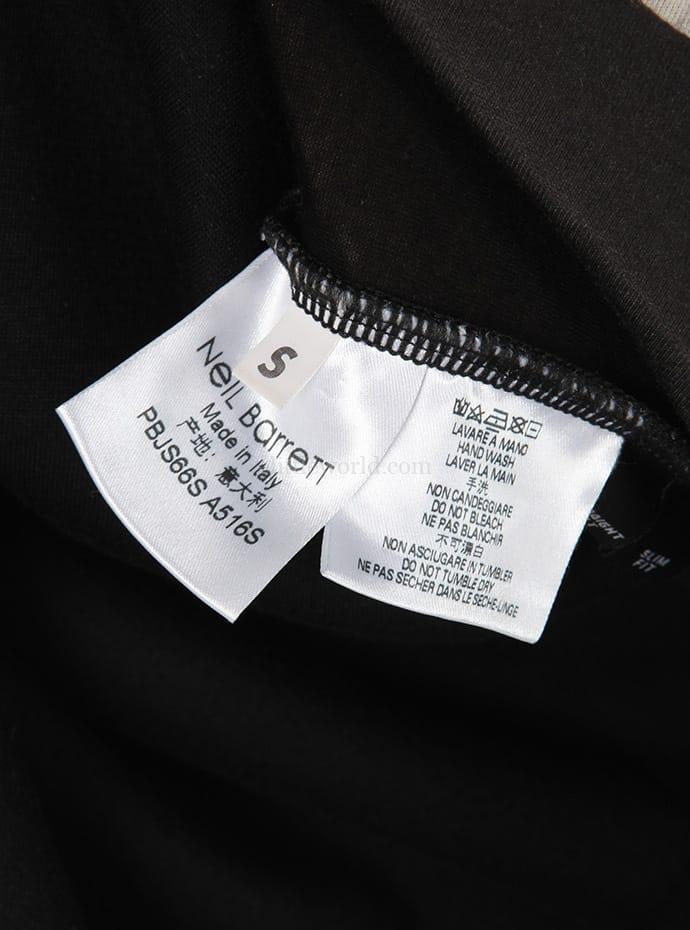 S
NeIL BarreTT
Made in Italy
产地: 意大利
PBJS66S A516S
LAVARE A MANO
HAND WASH
LAVER LA MAIN
手洗
NON CANDEGGIARE
DO NOT BLEACH
NE PAS BLANCHIR
不可漂白
NON ASCIUGARE IN TUMBLER
DO NOT TUMBLE DRY
NE PAS SECHER DANS LE SECHE-LINGE
SLIM
FIT
world.com